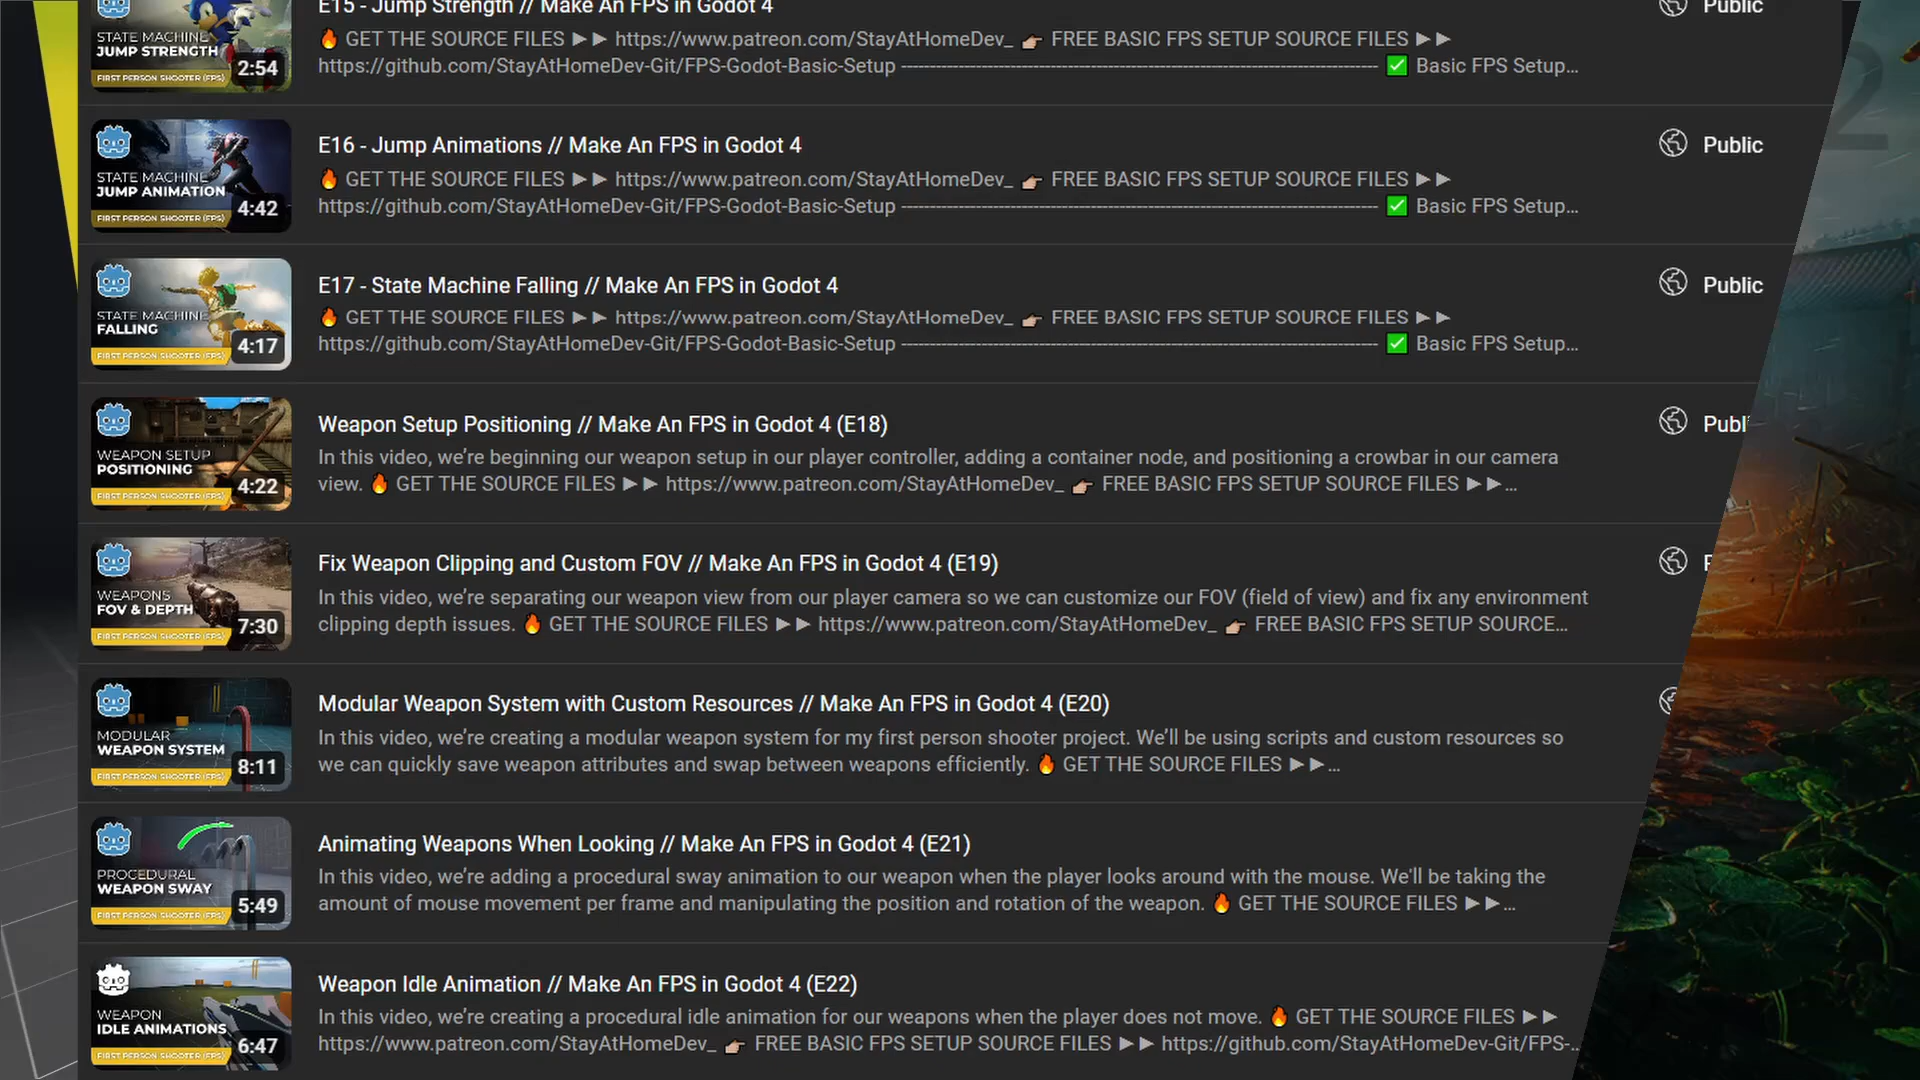 E15 - Jump Strength // Make An FPS in Godot 4
Public
STATE MACHINE
JUMP STRENGTH
FIRST PERSON SHOOTER (FPS)
2:54
🔥 GET THE SOURCE FILES ►► https://www.patreon.com/StayAtHomeDev_ 👉 FREE BASIC FPS SETUP SOURCE FILES ►►
https://github.com/StayAtHomeDev-Git/FPS-Godot-Basic-Setup ------------------------------------------------------------------------------ ✅ Basic FPS Setup...
E16 - Jump Animations // Make An FPS in Godot 4
Public
STATE MACHINE
JUMP ANIMATION
FIRST PERSON SHOOTER (FPS)
4:42
🔥 GET THE SOURCE FILES ►► https://www.patreon.com/StayAtHomeDev_ 👉 FREE BASIC FPS SETUP SOURCE FILES ►►
https://github.com/StayAtHomeDev-Git/FPS-Godot-Basic-Setup ------------------------------------------------------------------------------ ✅ Basic FPS Setup...
E17 - State Machine Falling // Make An FPS in Godot 4
Public
STATE MACHINE
FALLING
FIRST PERSON SHOOTER (FPS)
4:17
🔥 GET THE SOURCE FILES ►► https://www.patreon.com/StayAtHomeDev_ 👉 FREE BASIC FPS SETUP SOURCE FILES ►►
https://github.com/StayAtHomeDev-Git/FPS-Godot-Basic-Setup ------------------------------------------------------------------------------ ✅ Basic FPS Setup...
Weapon Setup Positioning // Make An FPS in Godot 4 (E18)
Publi
WEAPON SETUP
POSITIONING
FIRST PERSON SHOOTER (FPS)
4:22
In this video, we're beginning our weapon setup in our player controller, adding a container node, and positioning a crowbar in our camera
view. 🔥 GET THE SOURCE FILES ►► https://www.patreon.com/StayAtHomeDev_ 👉 FREE BASIC FPS SETUP SOURCE FILES ►►...
Fix Weapon Clipping and Custom FOV // Make An FPS in Godot 4 (E19)
WEAPONS
FOV & DEPTH
FIRST PERSON SHOOTER (FPS)
7:30
In this video, we're separating our weapon view from our player camera so we can customize our FOV (field of view) and fix any environment
clipping depth issues. 🔥 GET THE SOURCE FILES ►► https://www.patreon.com/StayAtHomeDev_ 👉 FREE BASIC FPS SETUP SOURCE...
Modular Weapon System with Custom Resources // Make An FPS in Godot 4 (E20)
MODULAR
WEAPON SYSTEM
FIRST PERSON SHOOTER (FPS)
8:11
In this video, we're creating a modular weapon system for my first person shooter project. We'll be using scripts and custom resources so
we can quickly save weapon attributes and swap between weapons efficiently. 🔥 GET THE SOURCE FILES ►►...
Animating Weapons When Looking // Make An FPS in Godot 4 (E21)
PROCEDURAL
WEAPON SWAY
FIRST PERSON SHOOTER (FPS)
5:49
In this video, we're adding a procedural sway animation to our weapon when the player looks around with the mouse. We'll be taking the
amount of mouse movement per frame and manipulating the position and rotation of the weapon. 🔥 GET THE SOURCE FILES ►►...
Weapon Idle Animation // Make An FPS in Godot 4 (E22)
WEAPON
IDLE ANIMATIONS
FIRST PERSON SHOOTER (FPS)
6:47
In this video, we're creating a procedural idle animation for our weapons when the player does not move. 🔥 GET THE SOURCE FILES ►►
https://www.patreon.com/StayAtHomeDev_ 👉 FREE BASIC FPS SETUP SOURCE FILES ►► https://github.com/StayAtHomeDev-Git/FPS-...
2